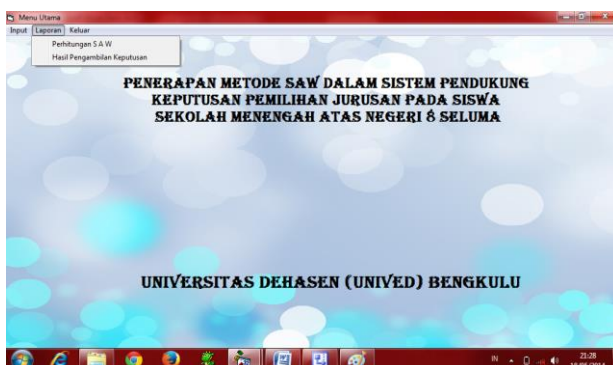 Menu Utama
Input Laporan Keluar
Perhitungan S A W
Hasil Pengambilan Keputusan
PENERAPAN METODE SAW DALAM SISTEM PENDUKUNG
KEPUTUSAN PEMILIHAN JURUSAN PADA SISWA
SEKOLAH MENENGAH ATAS NEGERI 8 SELUMA
UNIVERSITAS DEHASEN (UNIVED) BENGKULU
IN 21:28